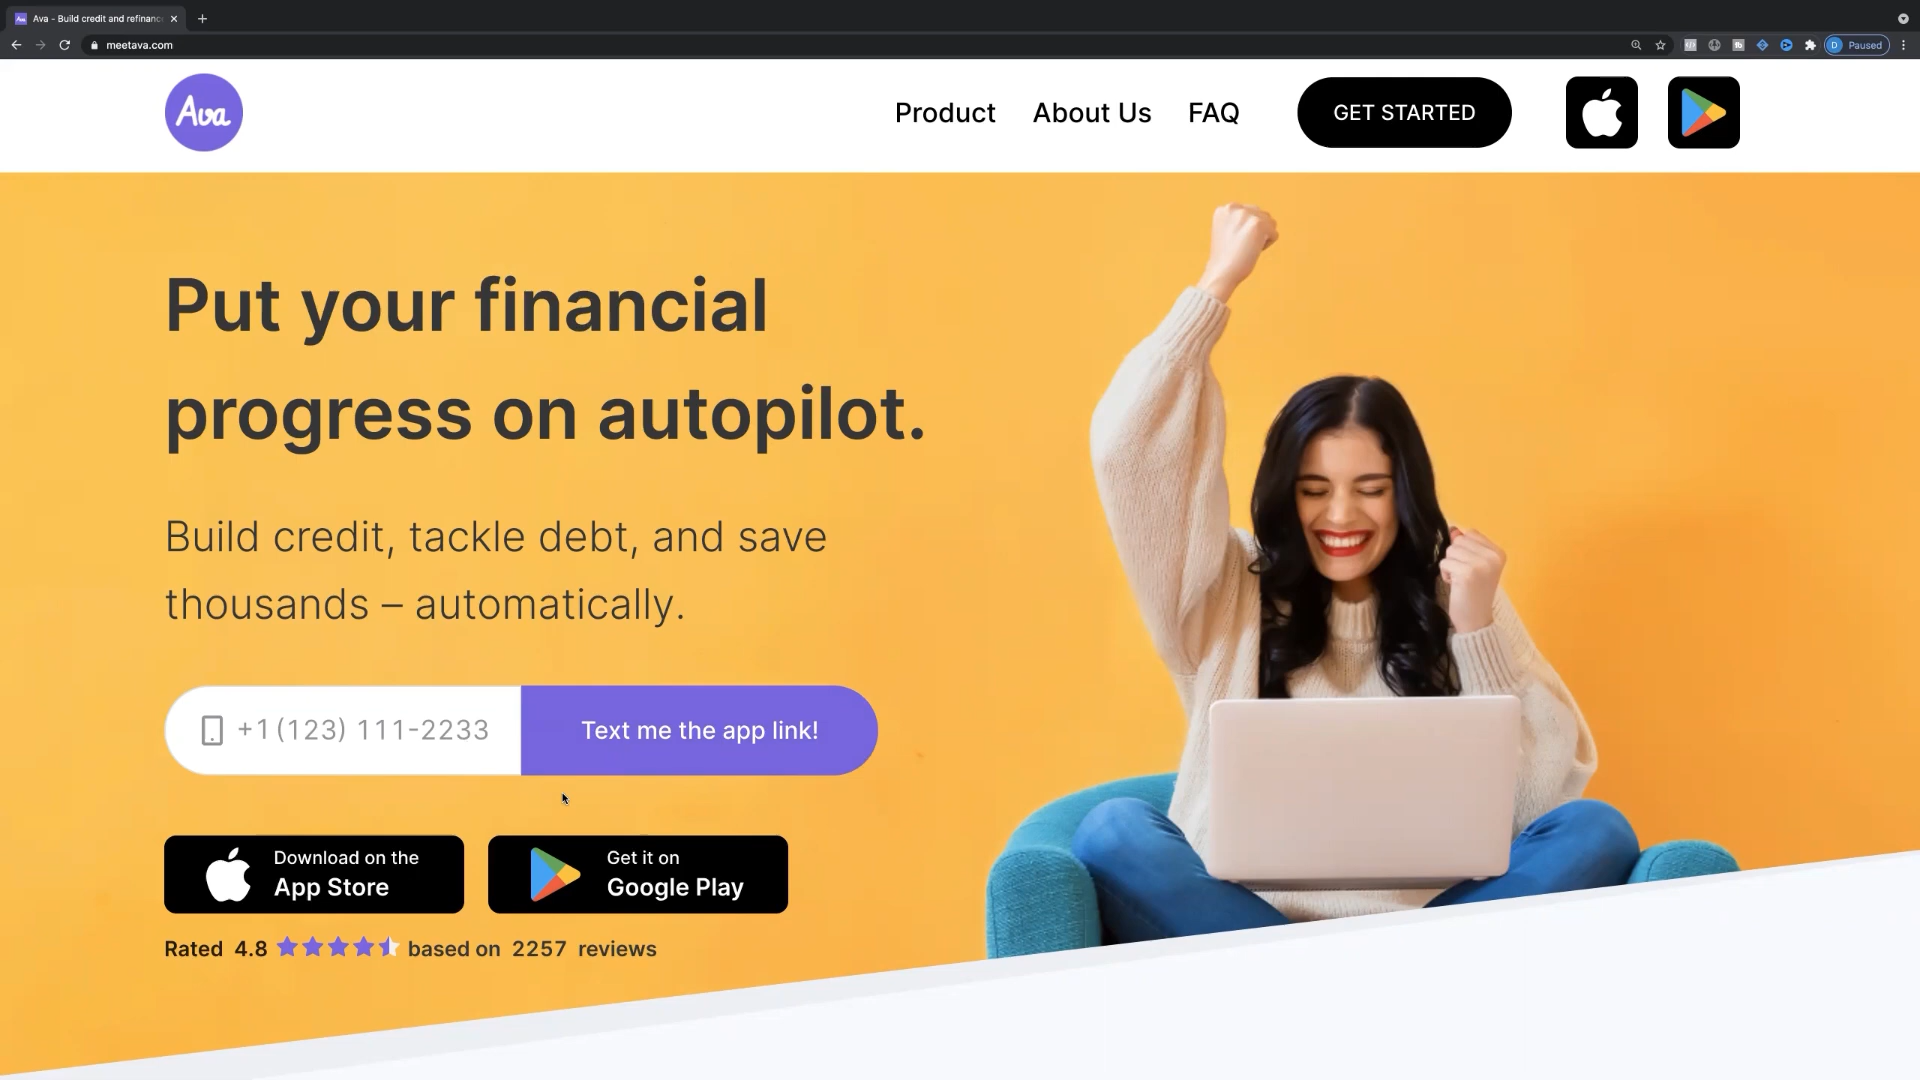 Ava - Build credit and refinanc
meetava.com
Paused
Ava
Product
About Us
FAQ
GET STARTED
Put your financial
progress on autopilot.
Build credit, tackle debt, and save
thousands – automatically.
+1 (123) 111-2233
Text me the app link!
Download on the
App Store
Get it on
Google Play
Rated 4.8 based on 2257 reviews